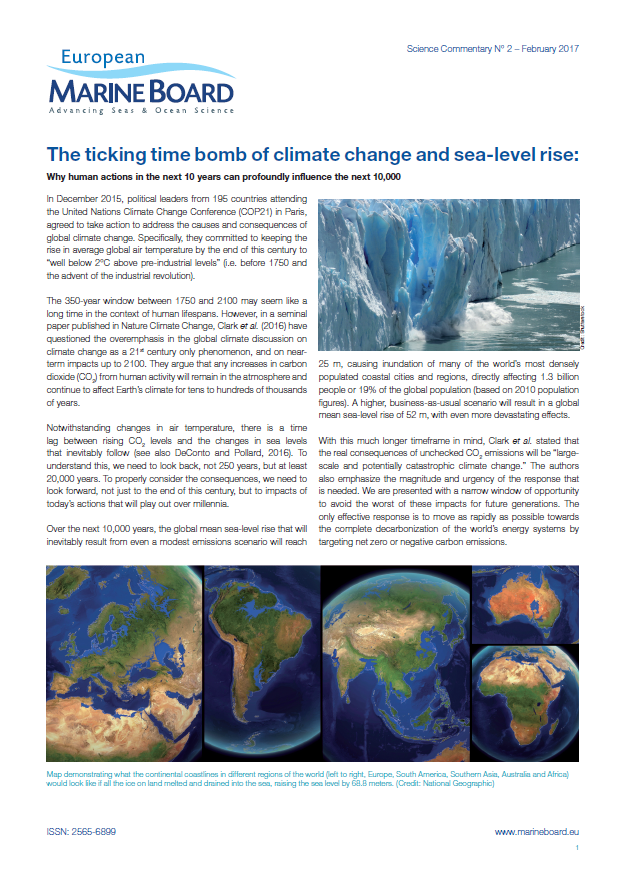 European
MARINE BOARD
Advancing Seas & Ocean Science
Science Commentary N° 2 – February 2017
The ticking time bomb of climate change and sea-level rise:
Why human actions in the next 10 years can profoundly influence the next 10,000
In December 2015, political leaders from 195 countries attending
the United Nations Climate Change Conference (COP21) in Paris,
agreed to take action to address the causes and consequences of
global climate change. Specifically, they committed to keeping the
rise in average global air temperature by the end of this century to
“well below 2°C above pre-industrial levels” (i.e. before 1750 and
the advent of the industrial revolution).
The 350-year window between 1750 and 2100 may seem like a
long time in the context of human lifespans. However, in a seminal
paper published in Nature Climate Change, Clark et al. (2016) have
questioned the overemphasis in the global climate discussion on
climate change as a 21st century only phenomenon, and on near-
term impacts up to 2100. They argue that any increases in carbon
dioxide (CO2) from human activity will remain in the atmosphere and
continue to affect Earth’s climate for tens to hundreds of thousands
of years.
Notwithstanding changes in air temperature, there is a time
lag between rising CO2 levels and the changes in sea levels
that inevitably follow (see also DeConto and Pollard, 2016). To
understand this, we need to look back, not 250 years, but at least
20,000 years. To properly consider the consequences, we need to
look forward, not just to the end of this century, but to impacts of
today’s actions that will play out over millennia.
Over the next 10,000 years, the global mean sea-level rise that will
inevitably result from even a modest emissions scenario will reach
Credit: Shutterstock
25 m, causing inundation of many of the world’s most densely
populated coastal cities and regions, directly affecting 1.3 billion
people or 19% of the global population (based on 2010 population
figures). A higher, business-as-usual scenario will result in a global
mean sea-level rise of 52 m, with even more devastating effects.
With this much longer timeframe in mind, Clark et al. stated that
the real consequences of unchecked CO2 emissions will be “large-
scale and potentially catastrophic climate change.” The authors
also emphasize the magnitude and urgency of the response that
is needed. We are presented with a narrow window of opportunity
to avoid the worst of these impacts for future generations. The
only effective response is to move as rapidly as possible towards
the complete decarbonization of the world’s energy systems by
targeting net zero or negative carbon emissions.
Map demonstrating what the continental coastlines in different regions of the world (left to right, Europe, South America, Southern Asia, Australia and Africa)
would look like if all the ice on land melted and drained into the sea, raising the sea level by 68.8 meters. (Credit: National Geographic)
ISSN: 2565-6899
www.marineboard.eu
1